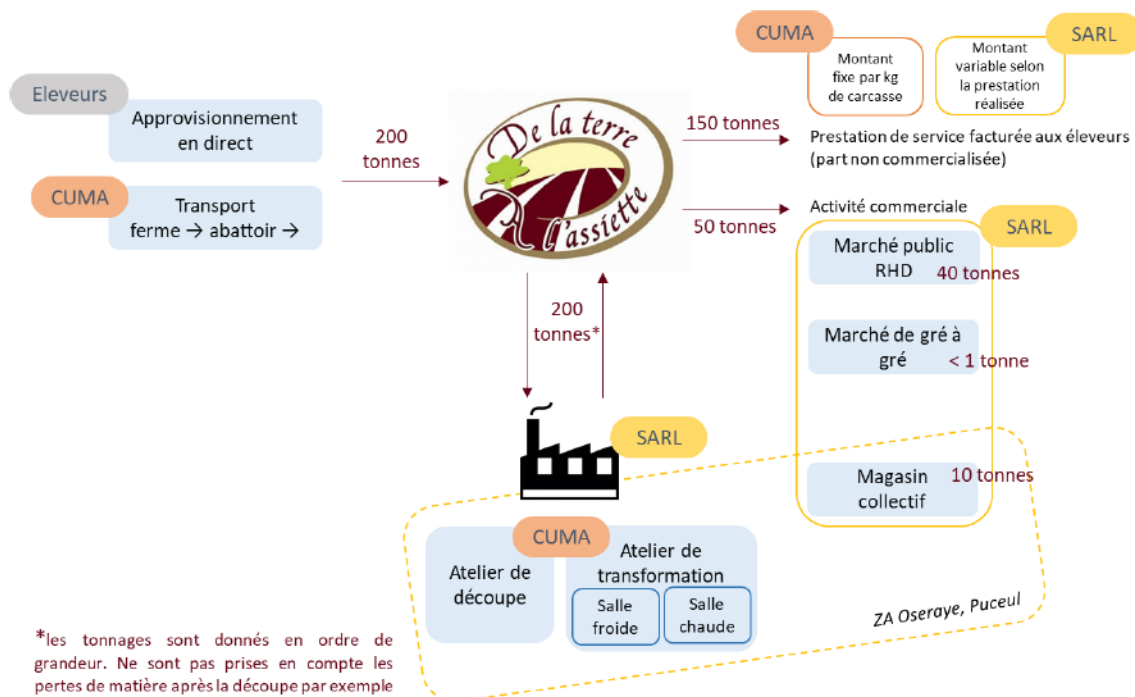 CUMA
SARL
Montant
fixe par kg
de carcasse
Montant
variable selon
la prestation
réalisée
Eleveurs
Approvisionnement
en direct
CUMA
Transport
ferme → abattoir →
200
tonnes
De la terre
A l'assiette
150 tonnes
Prestation de service facturée aux éleveurs
(part non commercialisée)
50 tonnes
Activité commerciale
SARL
Marché public
RHD
40 tonnes
Marché de gré à
gré
< 1 tonne
Magasin
collectif
10 tonnes
200
tonnes*
SARL
CUMA
Atelier de
découpe
Atelier de
transformation
Salle
froide
Salle
chaude
ZA Oseraye, Puceul
*les tonnages sont donnés en ordre de
grandeur. Ne sont pas prises en compte les
pertes de matière après la découpe par exemple